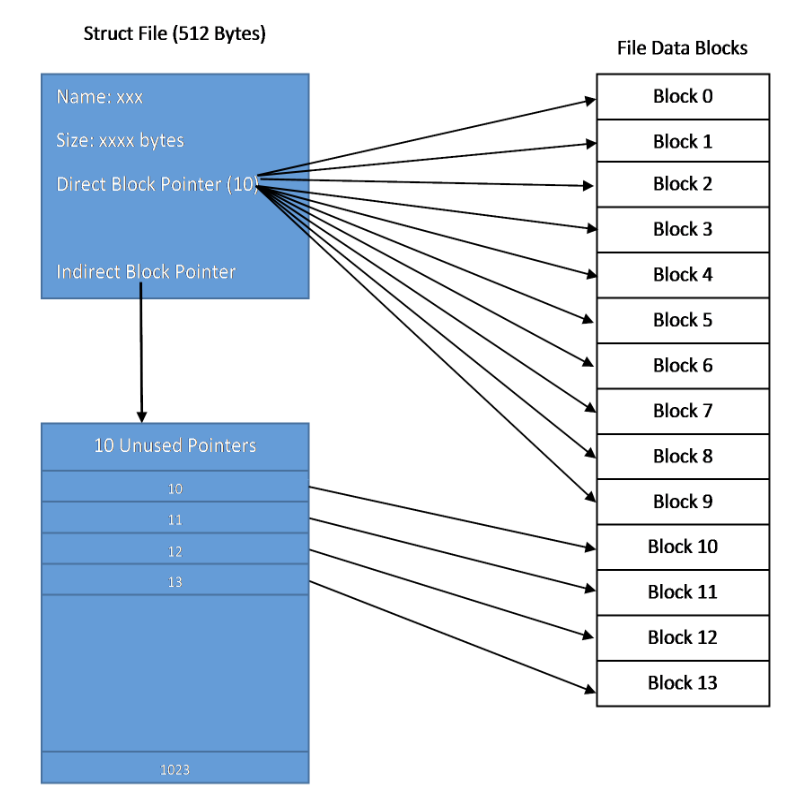 Struct File (512 Bytes)
Name: xxx
Size: xxxx bytes
Direct Block Pointer (10)
Indirect Block Pointer
10 Unused Pointers
10
11
12
13
1023
File Data Blocks
Block 0
Block 1
Block 2
Block 3
Block 4
Block 5
Block 6
Block 7
Block 8
Block 9
Block 10
Block 11
Block 12
Block 13